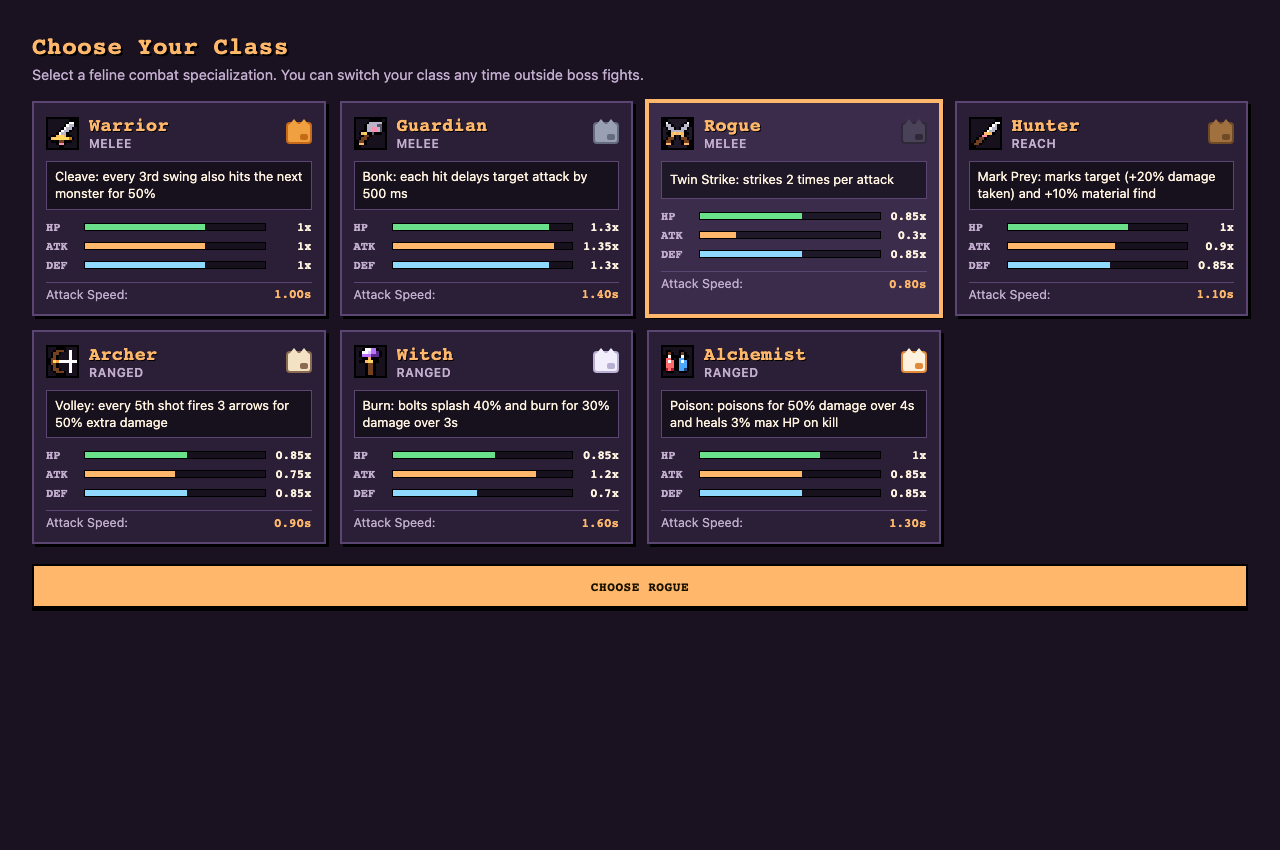 Choose Your Class
Select a feline combat specialization. You can switch your class any time outside boss fights.
Warrior
MELEE
Cleave: every 3rd swing also hits the next
monster for 50%
HP 1x
ATK 1x
DEF 1x
Attack Speed: 1.00s
Guardian
MELEE
Bonk: each hit delays target attack by
500 ms
HP 1.3x
ATK 1.35x
DEF 1.3x
Attack Speed: 1.40s
Rogue
MELEE
Twin Strike: strikes 2 times per attack
HP 0.85x
ATK 0.3x
DEF 0.85x
Attack Speed: 0.80s
Hunter
REACH
Mark Prey: marks target (+20% damage
taken) and +10% material find
HP 1x
ATK 0.9x
DEF 0.85x
Attack Speed: 1.10s
Archer
RANGED
Volley: every 5th shot fires 3 arrows for
50% extra damage
HP 0.85x
ATK 0.75x
DEF 0.85x
Attack Speed: 0.90s
Witch
RANGED
Burn: bolts splash 40% and burn for 30%
damage over 3s
HP 0.85x
ATK 1.2x
DEF 0.7x
Attack Speed: 1.60s
Alchemist
RANGED
Poison: poisons for 50% damage over 4s
and heals 3% max HP on kill
HP 1x
ATK 0.85x
DEF 0.85x
Attack Speed: 1.30s
CHOOSE ROGUE